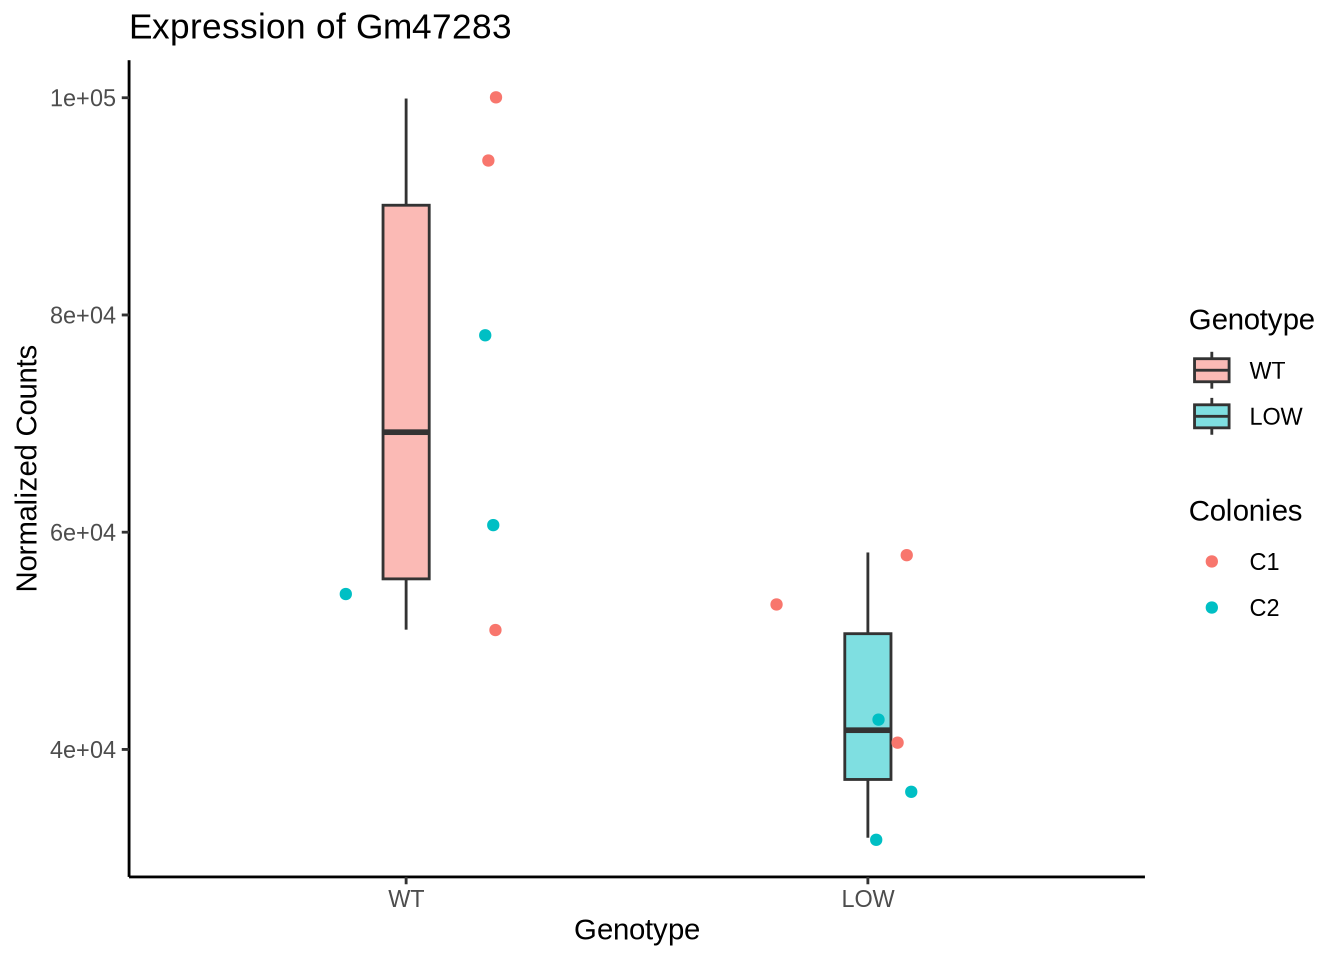 Expression of Gm47283
1e+05
8e+04
6e+04
4e+04
Normalized Counts
WT
LOW
Genotype
Genotype
WT
LOW
Colonies
C1
C2